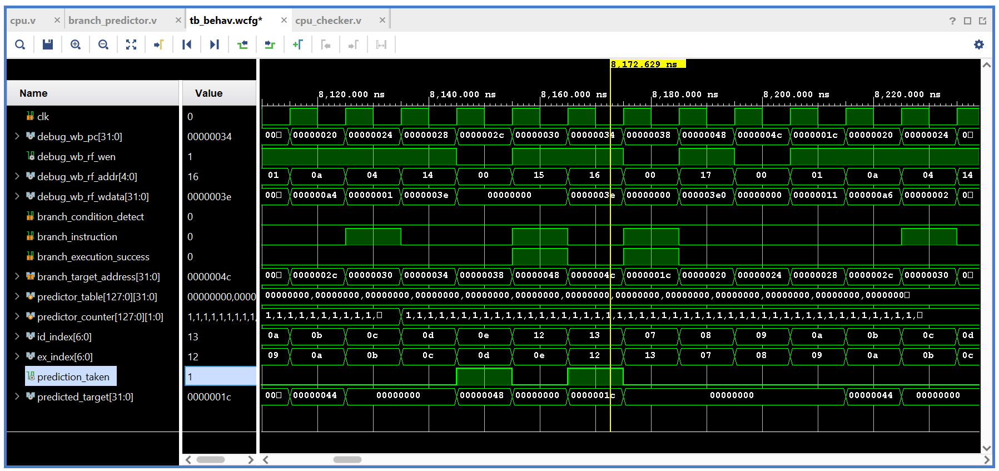 cpu.v branch_predictor.v tb_behav.wcfg* cpu_checker.v
8,172.629 ns
Name Value 8,120.000 ns 8,140.000 ns 8,160.000 ns 8,180.000 ns 8,200.000 ns 8,220.000 ns
clk 0
debug_wb_pc[31:0] 00000034 00 00000020 00000024 00000028 0000002c 00000030 00000034 00000038 00000048 0000004c 0000001c 00000020 00000024 0
debug_wb_rf_wen 1
debug_wb_rf_addr[4:0] 16 01 0a 04 14 00 15 16 00 17 00 01 0a 04 14
debug_wb_rf_wdata[31:0] 0000003e 00 000000a4 00000001 0000003e 00000000 0000003e 00000000 000003e0 00000000 00000011 000000a6 00000002 0
branch_condition_detect 0
branch_instruction 0
branch_execution_success 0
branch_target_address[31:0] 0000004c 00 0000002c 00000030 00000034 00000038 00000048 0000004c 0000001c 00000020 00000024 00000028 0000002c 00000030 0
predictor_table[127:0][31:0] 00000000,0000 00000000,00000000,00000000,00000000,00000000,00000000,00000000,00000000,00000000,00000000,00000000,00000000,0000000
predictor_counter[127:0][1:0] 1,1,1,1,1,1,1,1,1, 1,1,1,1,1,1,1,1,1,1, 1,1,1,1,1,1,1,1,1,1,1,1,1,1,1,1,1,1,1,1,1,1,1,1,1,1,1,1,1,1,1,1,1,1,1,1,1,1,1,1,1,1,
id_index[6:0] 13 0a 0b 0c 0d 0e 12 13 07 08 09 0a 0b 0c 0d
ex_index[6:0] 12 09 0a 0b 0c 0d 0e 12 13 07 08 09 0a 0b 0c
prediction_taken 1
predicted_target[31:0] 0000001c 00 00000044 00000000 00000048 00000000 0000001c 00000000 00000044 00000000